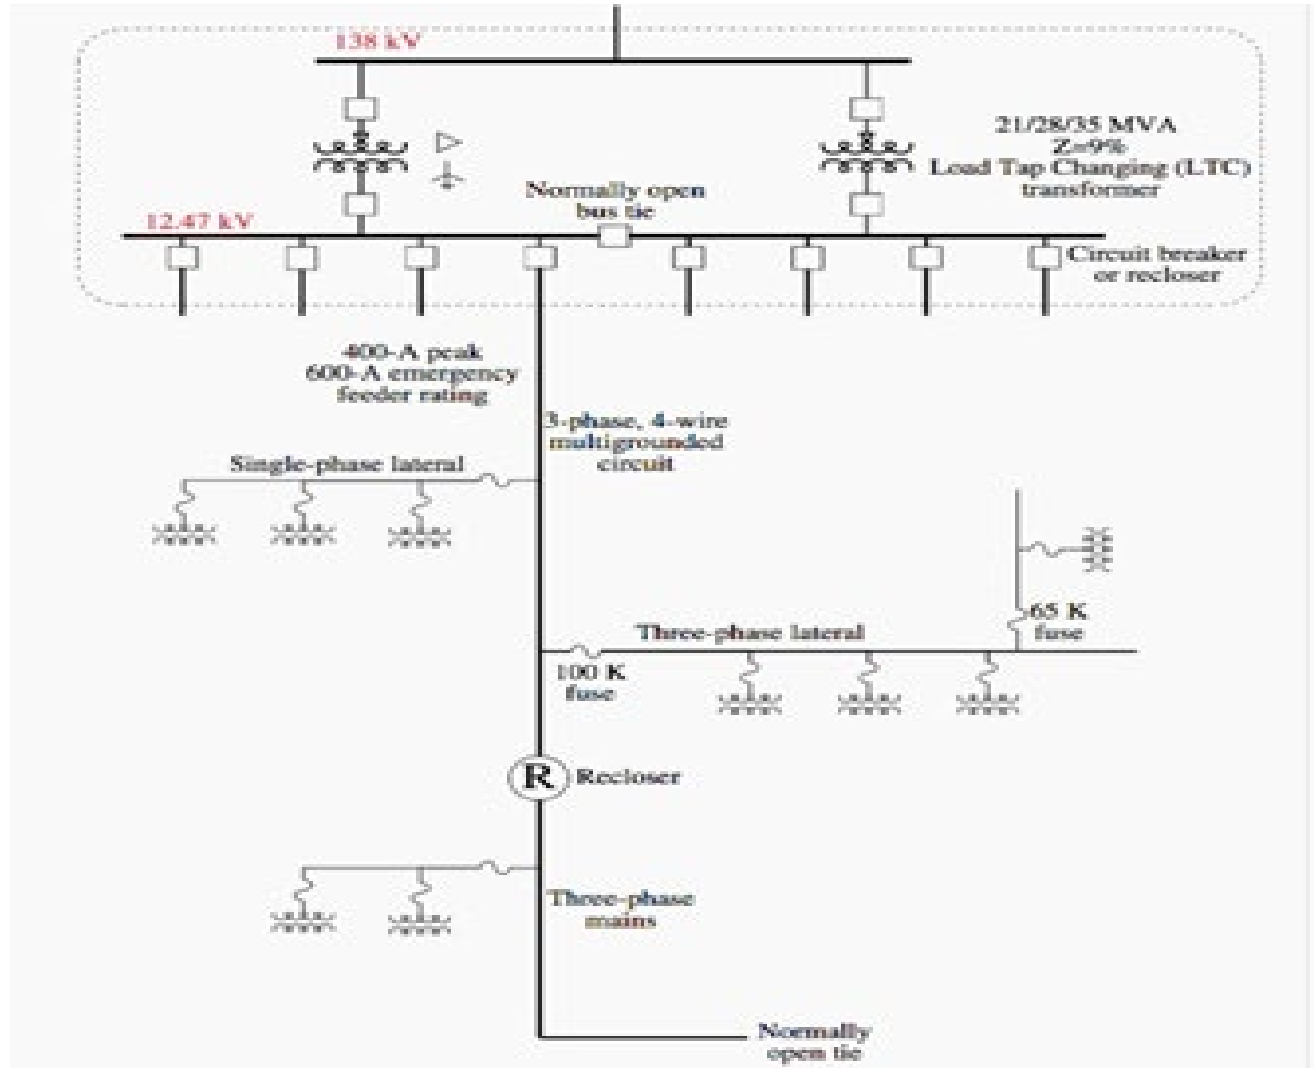 138 kV
21/28/35 MVA
Z=9%
Load Tap Changing (LTC)
transformer
Normally open
bus tie
12.47 kV
Circuit breaker
or recloser
400-A peak
600-A emergency
feeder rating
3-phase, 4-wire
multigrounded
circuit
Single-phase lateral
65 K
fuse
Three-phase lateral
100 K
fuse
R Recloser
Three-phase
mains
Normally
open tie